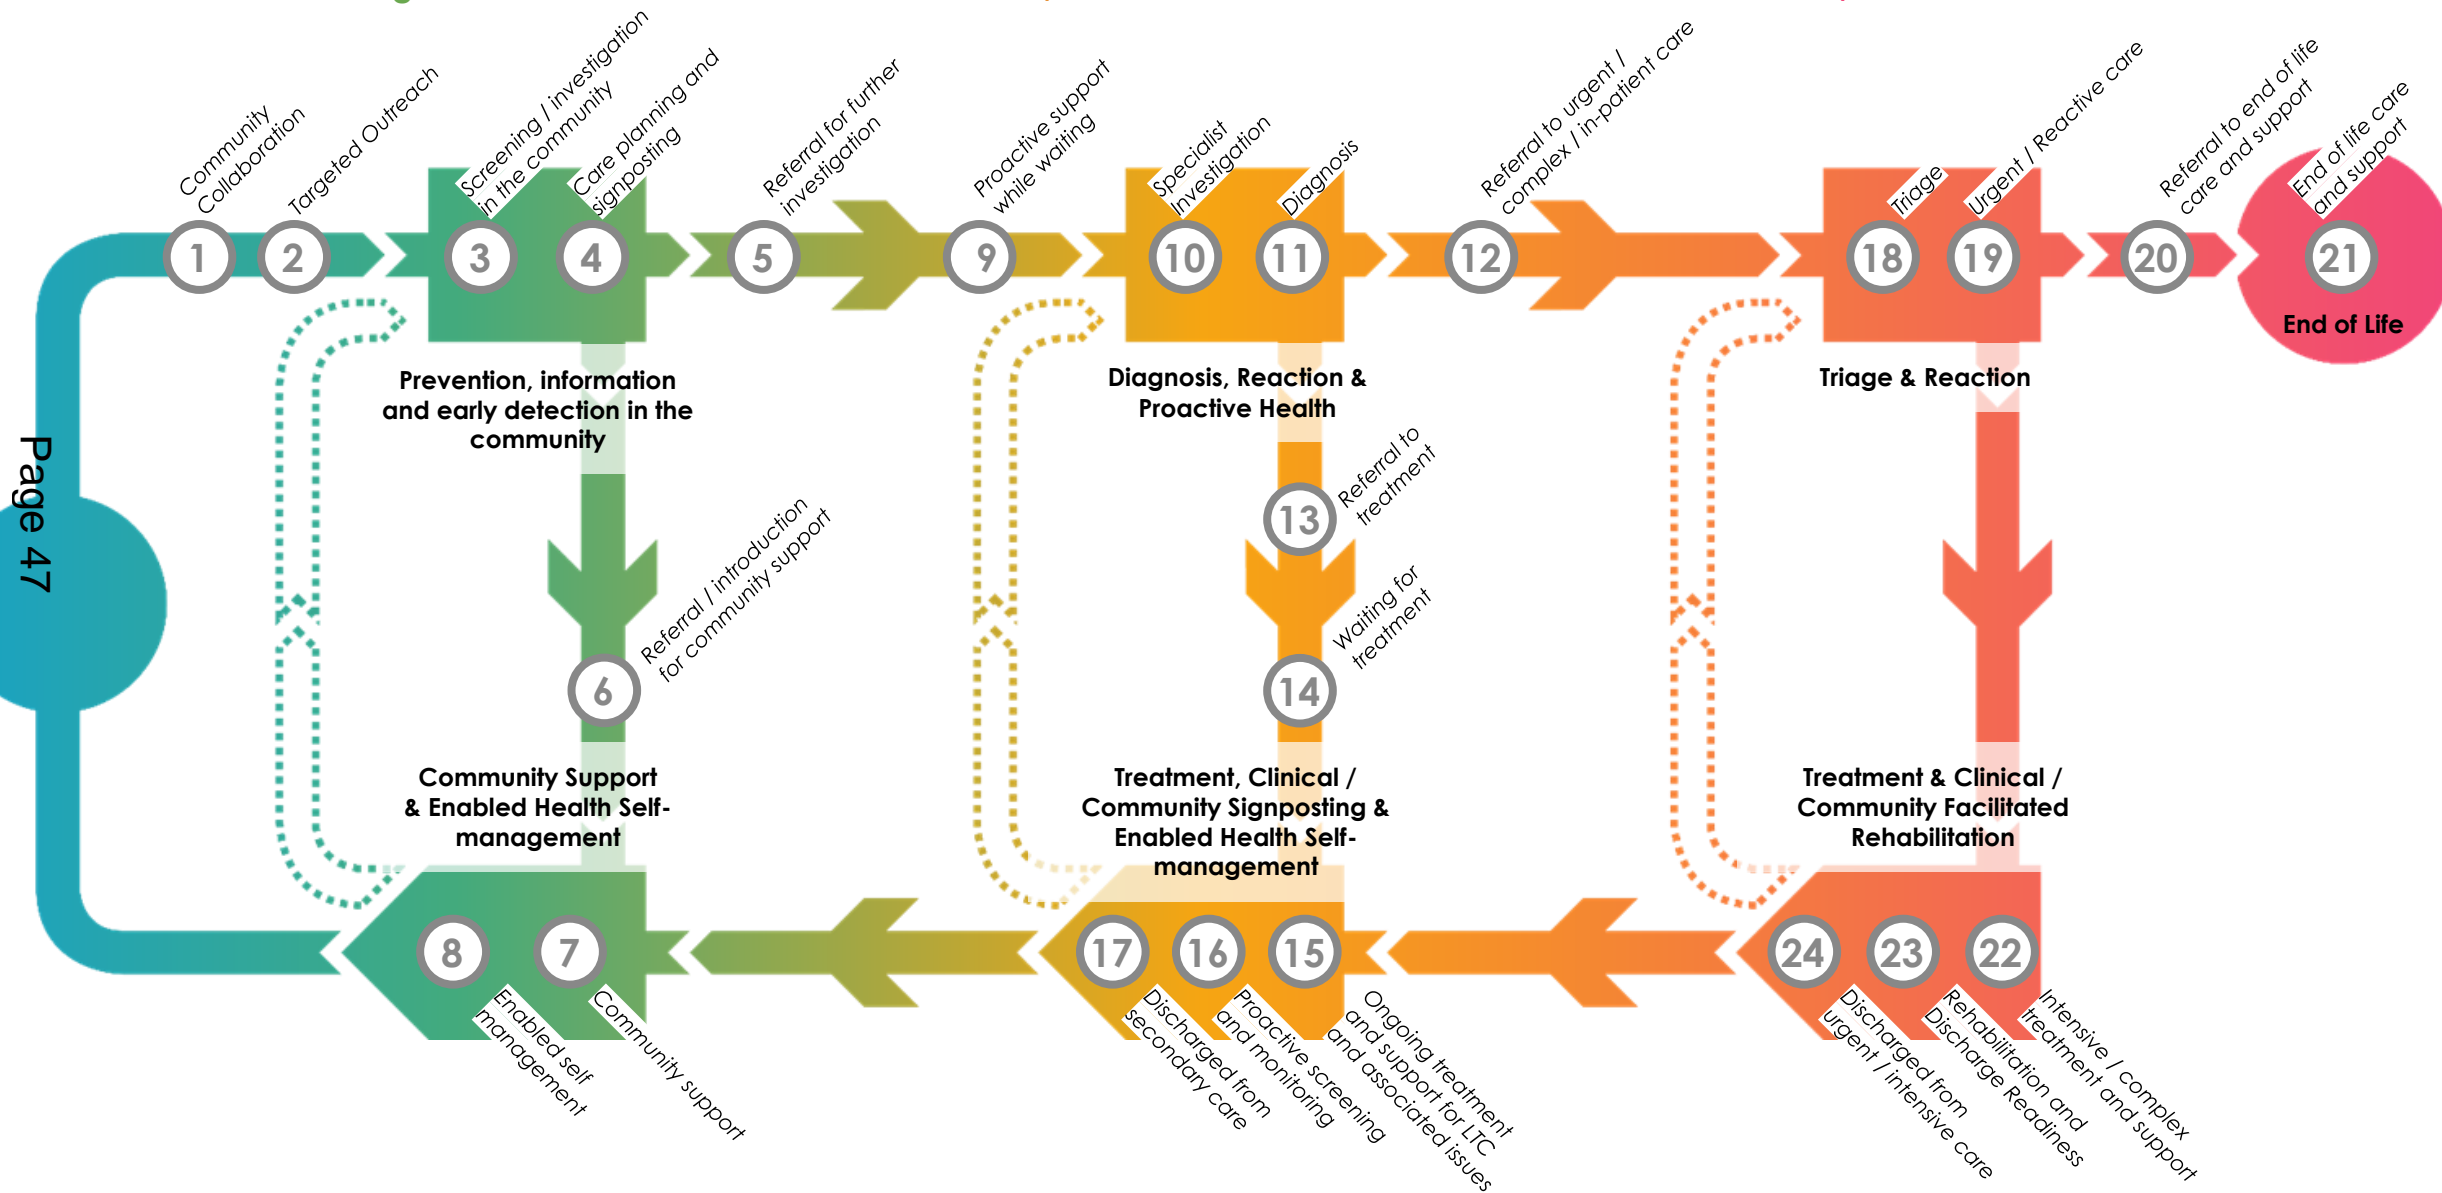 Community
Collaboration
Targeted Outreach
Screening / investigation
in the community
Care planning and
signposting
Referral for further
investigation
Proactive support
while waiting
Specialist
Investigation
Diagnosis
Referral to urgent /
complex / in-patient care
Triage
Urgent / Reactive care
Referral to end of life
care and support
End of life care
and support
1
2
3
4
5
9
10
11
12
18
19
20
21
End of Life
Prevention, information
and early detection in the
community
Diagnosis, Reaction &
Proactive Health
Triage & Reaction
Page 47
Referral to
treatment
13
Waiting for
treatment
14
Referral / introduction
for community support
6
Community Support
& Enabled Health Self-
management
Treatment, Clinical /
Community Signposting &
Enabled Health Self-
management
Treatment & Clinical /
Community Facilitated
Rehabilitation
8
7
17
16
15
24
23
22
Enabled self
management
Community support
Discharged from
secondary care
Proactive screening
and monitoring
Ongoing treatment
and support for LTC
and associated issues
Discharged from
urgent / intensive care
Rehabilitation and
Discharge Readiness
Intensive / complex
treatment and support